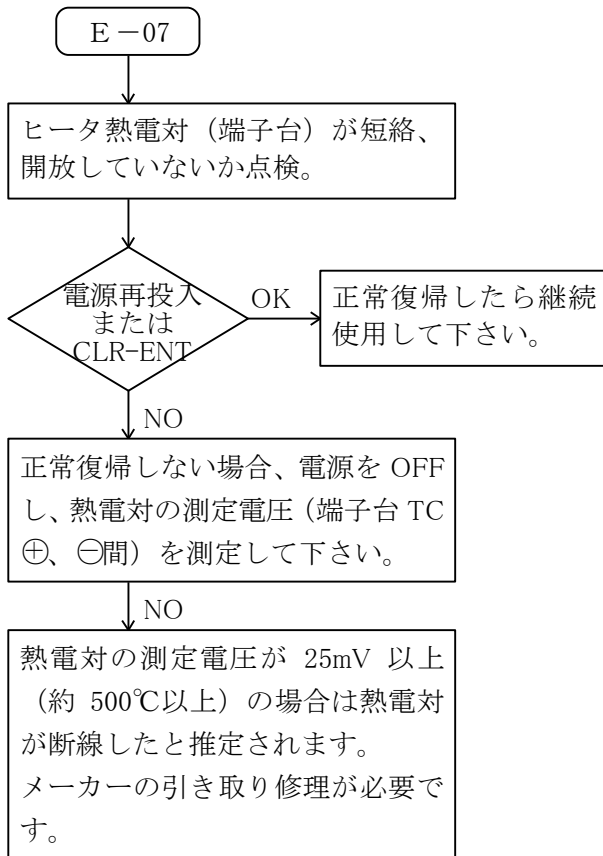 E－07
ヒータ熱電対（端子台）が短絡、
開放していないか点検。
電源再投入
または
CLR-ENT
OK
正常復帰したら継続
使用して下さい。
NO
正常復帰しない場合、電源を OFF
し、熱電対の測定電圧（端子台 TC
⊕、⊖間）を測定して下さい。
NO
熱電対の測定電圧が 25mV 以上
（約 500℃以上）の場合は熱電対
が断線したと推定されます。
メーカーの引き取り修理が必要で
す。